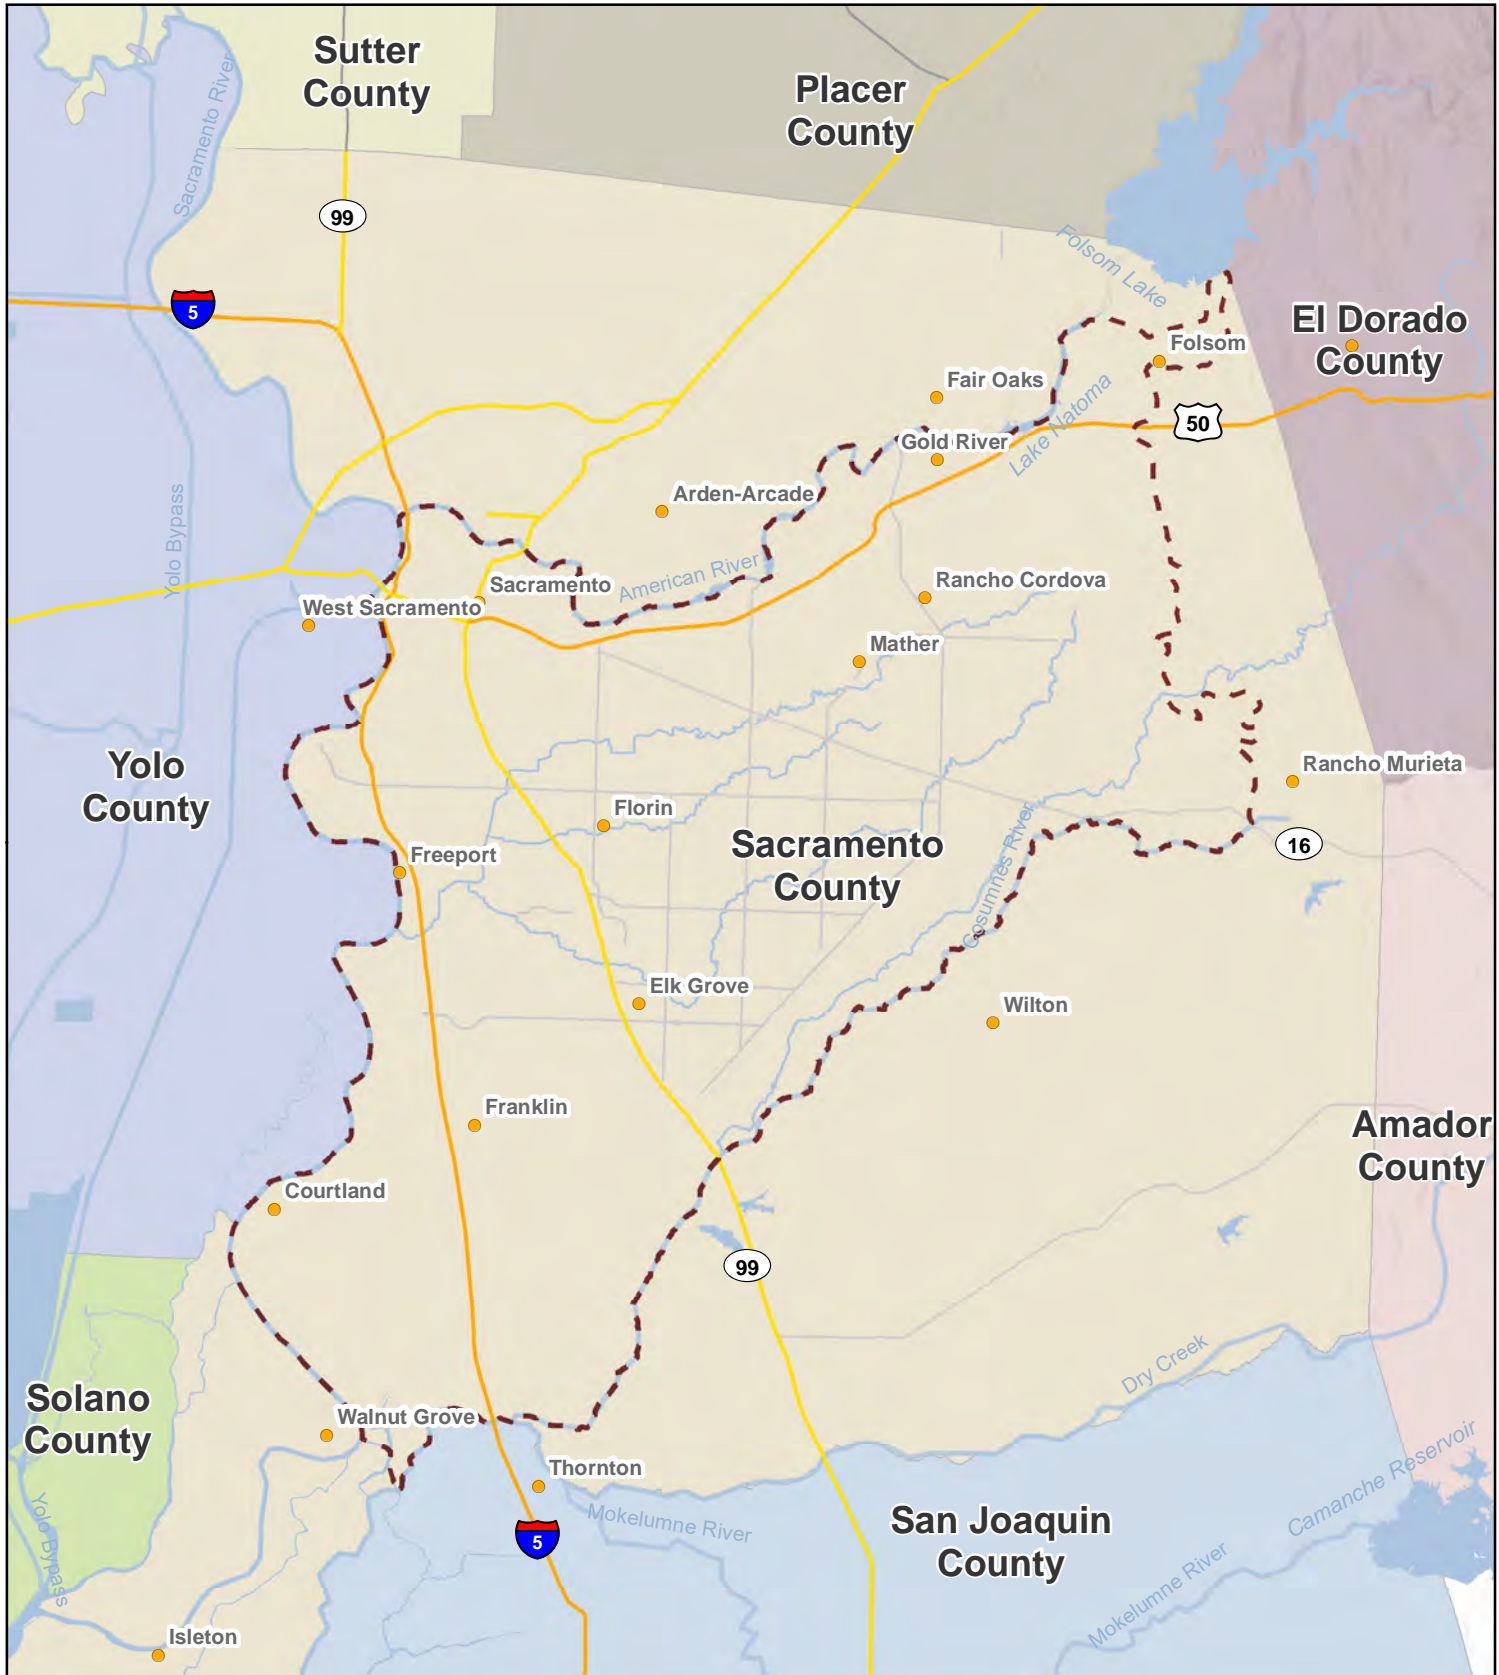 Sutter
County
Placer
County
Sacramento River
99
Folsom Lake
5
El Dorado
County
Folsom
Fair Oaks
Lake Natoma
50
Gold River
Arden-Arcade
Yolo Bypass
American River
Sacramento
Rancho Cordova
West Sacramento
Mather
Yolo
County
Rancho Murieta
Florin
Sacramento
County
16
Freeport
Cosumnes River
Elk Grove
Wilton
Franklin
Amador
County
Courtland
99
Dry Creek
Solano
County
Walnut Grove
Thornton
Camanche Reservoir
Mokelumne River
San Joaquin
County
5
Yolo Bypass
Mokelumne River
Isleton